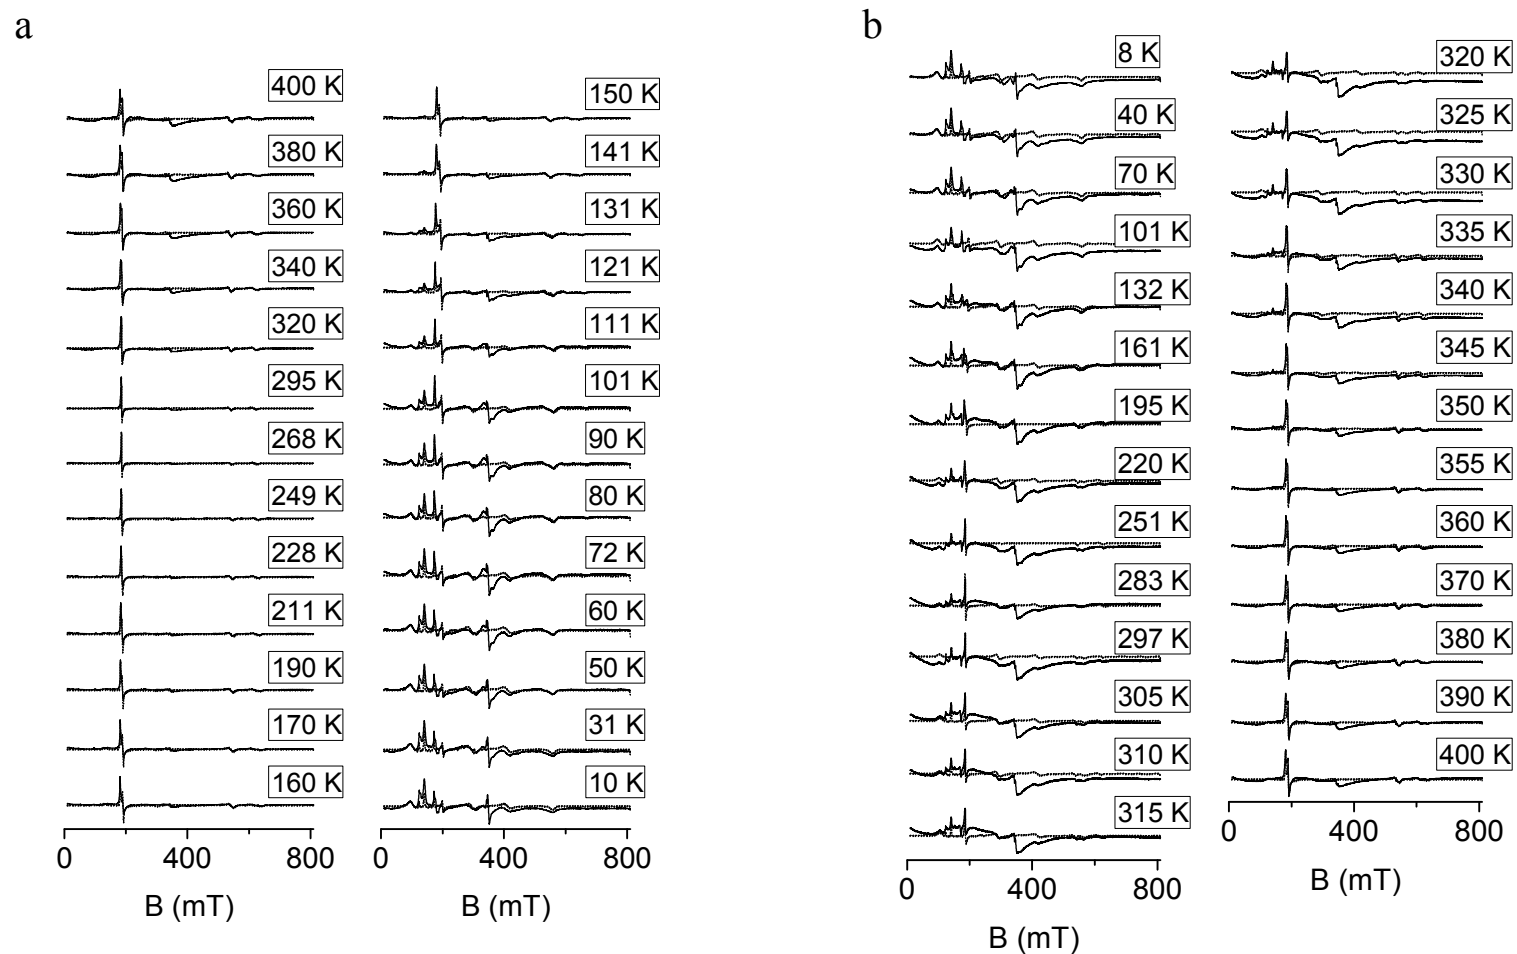 a
400 K
380 K
360 K
340 K
320 K
295 K
268 K
249 K
228 K
211 K
190 K
170 K
160 K
0 400 800
B (mT)
150 K
141 K
131 K
121 K
111 K
101 K
90 K
80 K
72 K
60 K
50 K
31 K
10 K
0 400 800
B (mT)
b
8 K
40 K
70 K
101 K
132 K
161 K
195 K
220 K
251 K
283 K
297 K
305 K
310 K
315 K
0 400 800
B (mT)
320 K
325 K
330 K
335 K
340 K
345 K
350 K
355 K
360 K
370 K
380 K
390 K
400 K
0 400 800
B (mT)